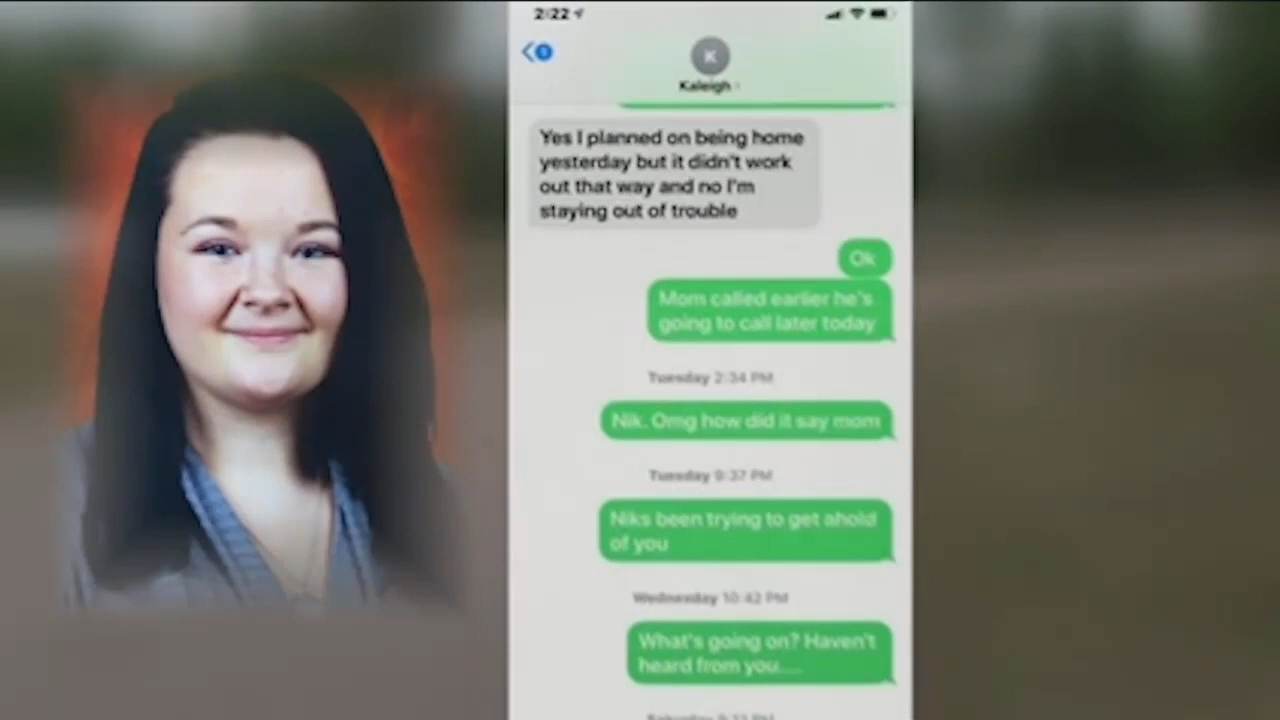 2:22
K
Kaleigh
Yes I planned on being home
yesterday but it didn't work
out that way and no I'm
staying out of trouble
Ok
Mom called earlier he's
going to call later today
Tuesday 2:34 PM
Nik. Omg how did it say mom
Tuesday 9:37 PM
Niks been trying to get ahold
of you
Wednesday 10:42 PM
What's going on? Haven't
heard from you....